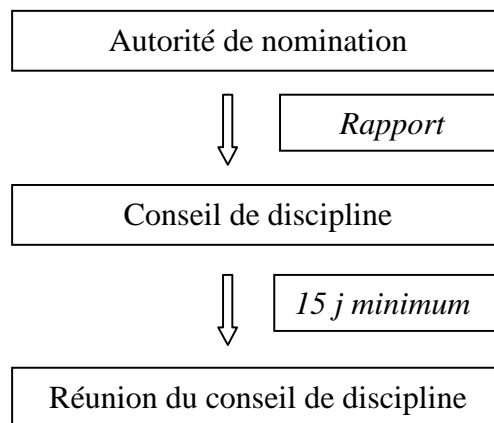 Autorité de nomination
Rapport
Conseil de discipline
15 j minimum
Réunion du conseil de discipline